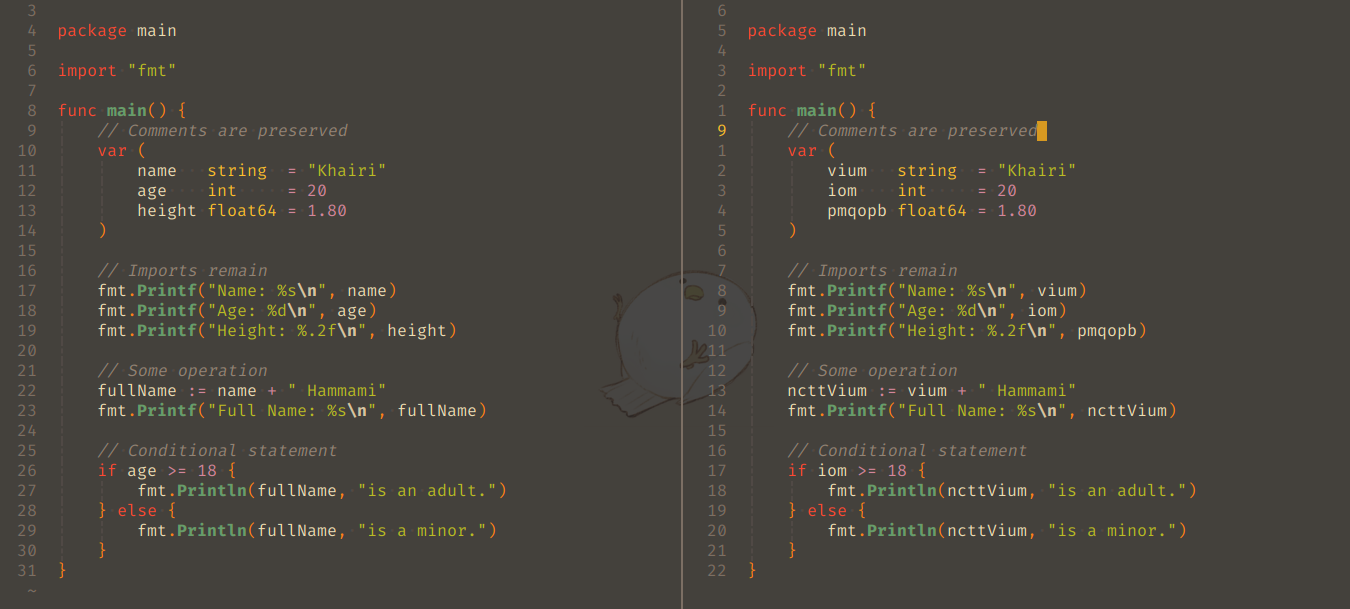 3
4 package main
5
6 import "fmt"
7
8 func main() {
9 // Comments are preserved
10 var (
11 name string = "Khairi"
12 age int = 20
13 height float64 = 1.80
14 )
15
16 // Imports remain
17 fmt.Printf("Name: %s\n", name)
18 fmt.Printf("Age: %d\n", age)
19 fmt.Printf("Height: %.2f\n", height)
20
21 // Some operation
22 fullName := name + " Hammami"
23 fmt.Printf("Full Name: %s\n", fullName)
24
25 // Conditional statement
26 if age >= 18 {
27 fmt.Println(fullName, "is an adult.")
28 } else {
29 fmt.Println(fullName, "is a minor.")
30 }
31 }
~
6
5 package main
4
3 import "fmt"
2
1 func main() {
9 // Comments are preserved
1 var (
2 vium string = "Khairi"
3 iom int = 20
4 pmqopb float64 = 1.80
5 )
6
7 // Imports remain
8 fmt.Printf("Name: %s\n", vium)
9 fmt.Printf("Age: %d\n", iom)
10 fmt.Printf("Height: %.2f\n", pmqopb)
11
12 // Some operation
13 ncttVium := vium + " Hammami"
14 fmt.Printf("Full Name: %s\n", ncttVium)
15
16 // Conditional statement
17 if iom >= 18 {
18 fmt.Println(ncttVium, "is an adult.")
19 } else {
20 fmt.Println(ncttVium, "is a minor.")
21 }
22 }